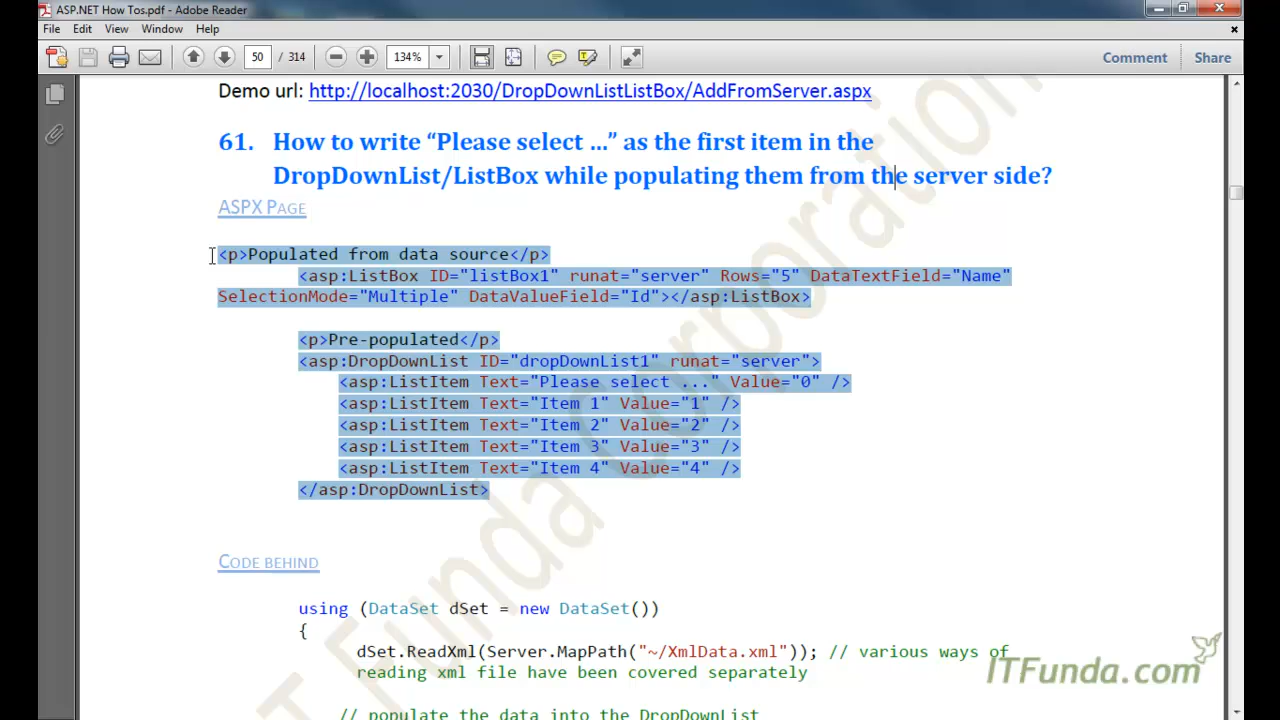 ASP.NET How Tos.pdf - Adobe Reader
File Edit View Window Help
50 / 314 134% Comment Share
Demo url: http://localhost:2030/DropDownListListBox/AddFromServer.aspx
61. How to write “Please select …” as the first item in the
DropDownList/ListBox while populating them from the server side?
ASPX Page
<p>Populated from data source</p>
<asp:ListBox ID="listBox1" runat="server" Rows="5" DataTextField="Name"
SelectionMode="Multiple" DataValueField="Id"></asp:ListBox>
<p>Pre-populated</p>
<asp:DropDownList ID="dropDownList1" runat="server">
<asp:ListItem Text="Please select ..." Value="0" />
<asp:ListItem Text="Item 1" Value="1" />
<asp:ListItem Text="Item 2" Value="2" />
<asp:ListItem Text="Item 3" Value="3" />
<asp:ListItem Text="Item 4" Value="4" />
</asp:DropDownList>
Code behind
using (DataSet dSet = new DataSet())
{
dSet.ReadXml(Server.MapPath("~/XmlData.xml")); // various ways of
reading xml file have been covered separately
// populate the data into the DropDownList
IT Funda Corporation
ITFunda.com